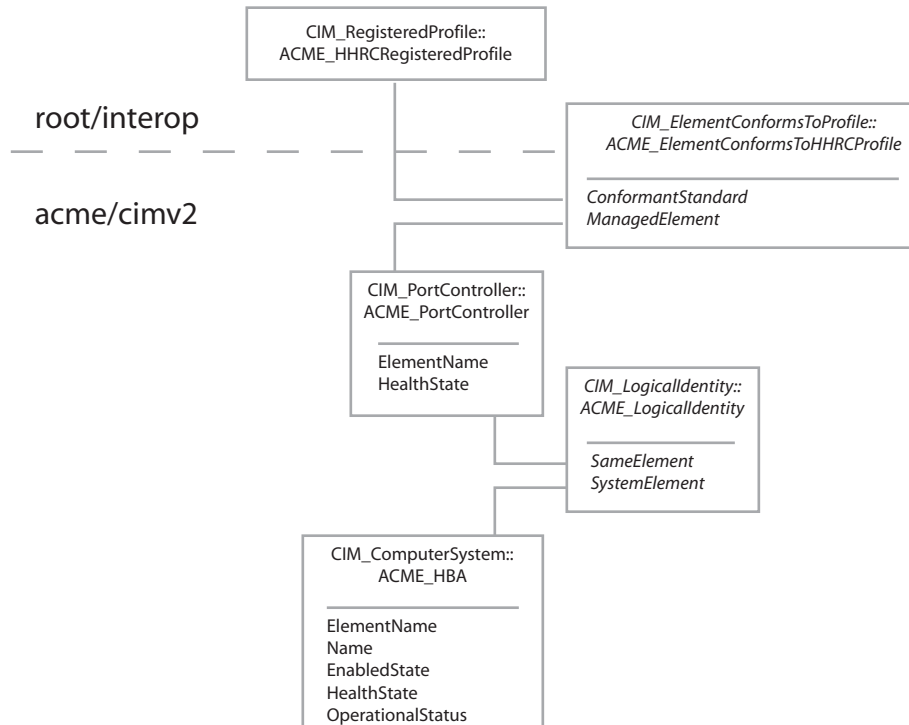 CIM_RegisteredProfile::
ACME_HHRCRegisteredProfile
root/interop
CIM_ElementConformsToProfile::
ACME_ElementConformsToHHRCProfile
ConformantStandard
ManagedElement
acme/cimv2
CIM_PortController::
ACME_PortController
ElementName
HealthState
CIM_LogicalIdentity::
ACME_LogicalIdentity
SameElement
SystemElement
CIM_ComputerSystem::
ACME_HBA
ElementName
Name
EnabledState
HealthState
OperationalStatus